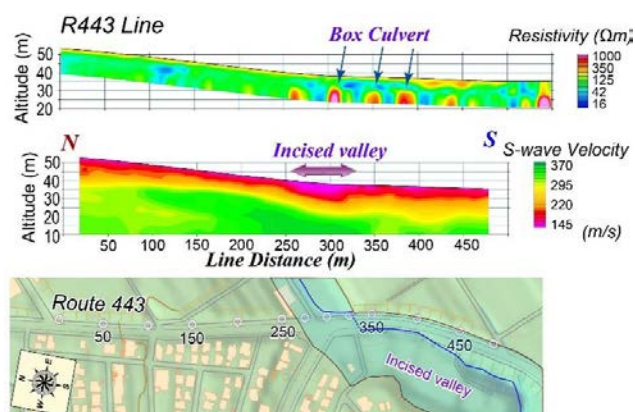 R443 Line
Box Culvert
Resistivity (Ωm)
Altitude (m)
50
40
30
20
1000
350
125
42
16
N
Incised valley
S
S-wave Velocity
Altitude (m)
50
40
30
20
10
370
295
220
145
(m/s)
50
100
150
200
250
300
350
400
450
Line Distance (m)
Route 443
50
150
250
350
450
Incised valley
N